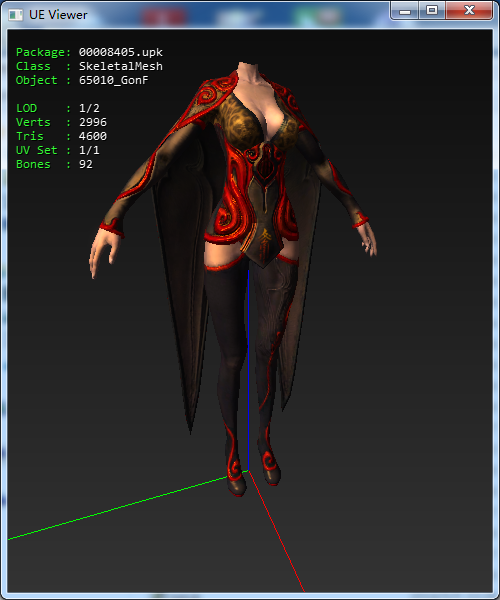 UE Viewer
Package: 00008405.upk
Class : SkeletalMesh
Object : 65010_GonF
LOD : 1/2
Verts : 2996
Tris : 4600
UV Set : 1/1
Bones : 92